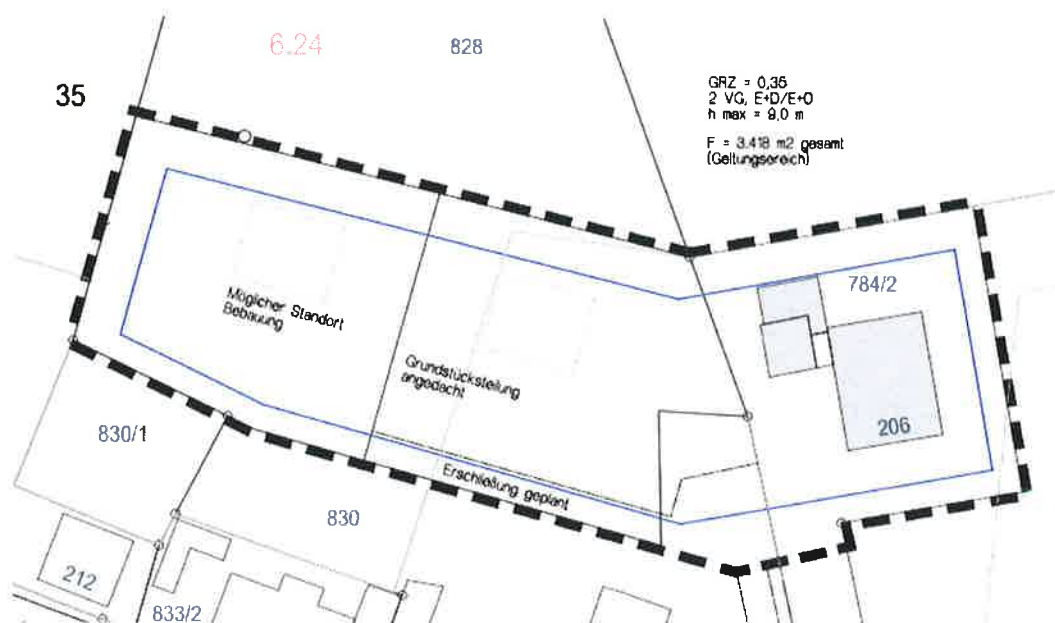 6.24
828
35
GRZ = 0,35
2 VG, E+D/E+O
h max = 9,0 m
F = 3.418 m2 gesamt
(Geltungsereich)
784/2
Möglicher Standort
Bebauung
Grundstücksteilung
angedacht
206
830/1
Erschließung geplant
830
212
833/2